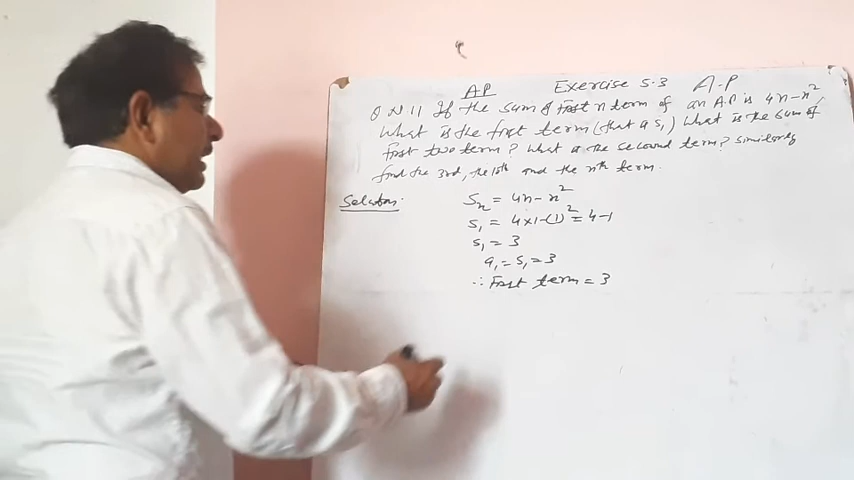 AP Exercise 5.3 A.P
Q N 11 If the sum of first n term of an A.P is 4n-n²,
What is the first term (that is S₁) What is the sum of
first two term? What is the second term? similarly
find the 3rd, the 10th and the nth term.
Solution.
Sₙ = 4n-n²
S₁ = 4×1-(1)² = 4-1
S₁ = 3
a₁ = S₁ = 3
∴ First term = 3